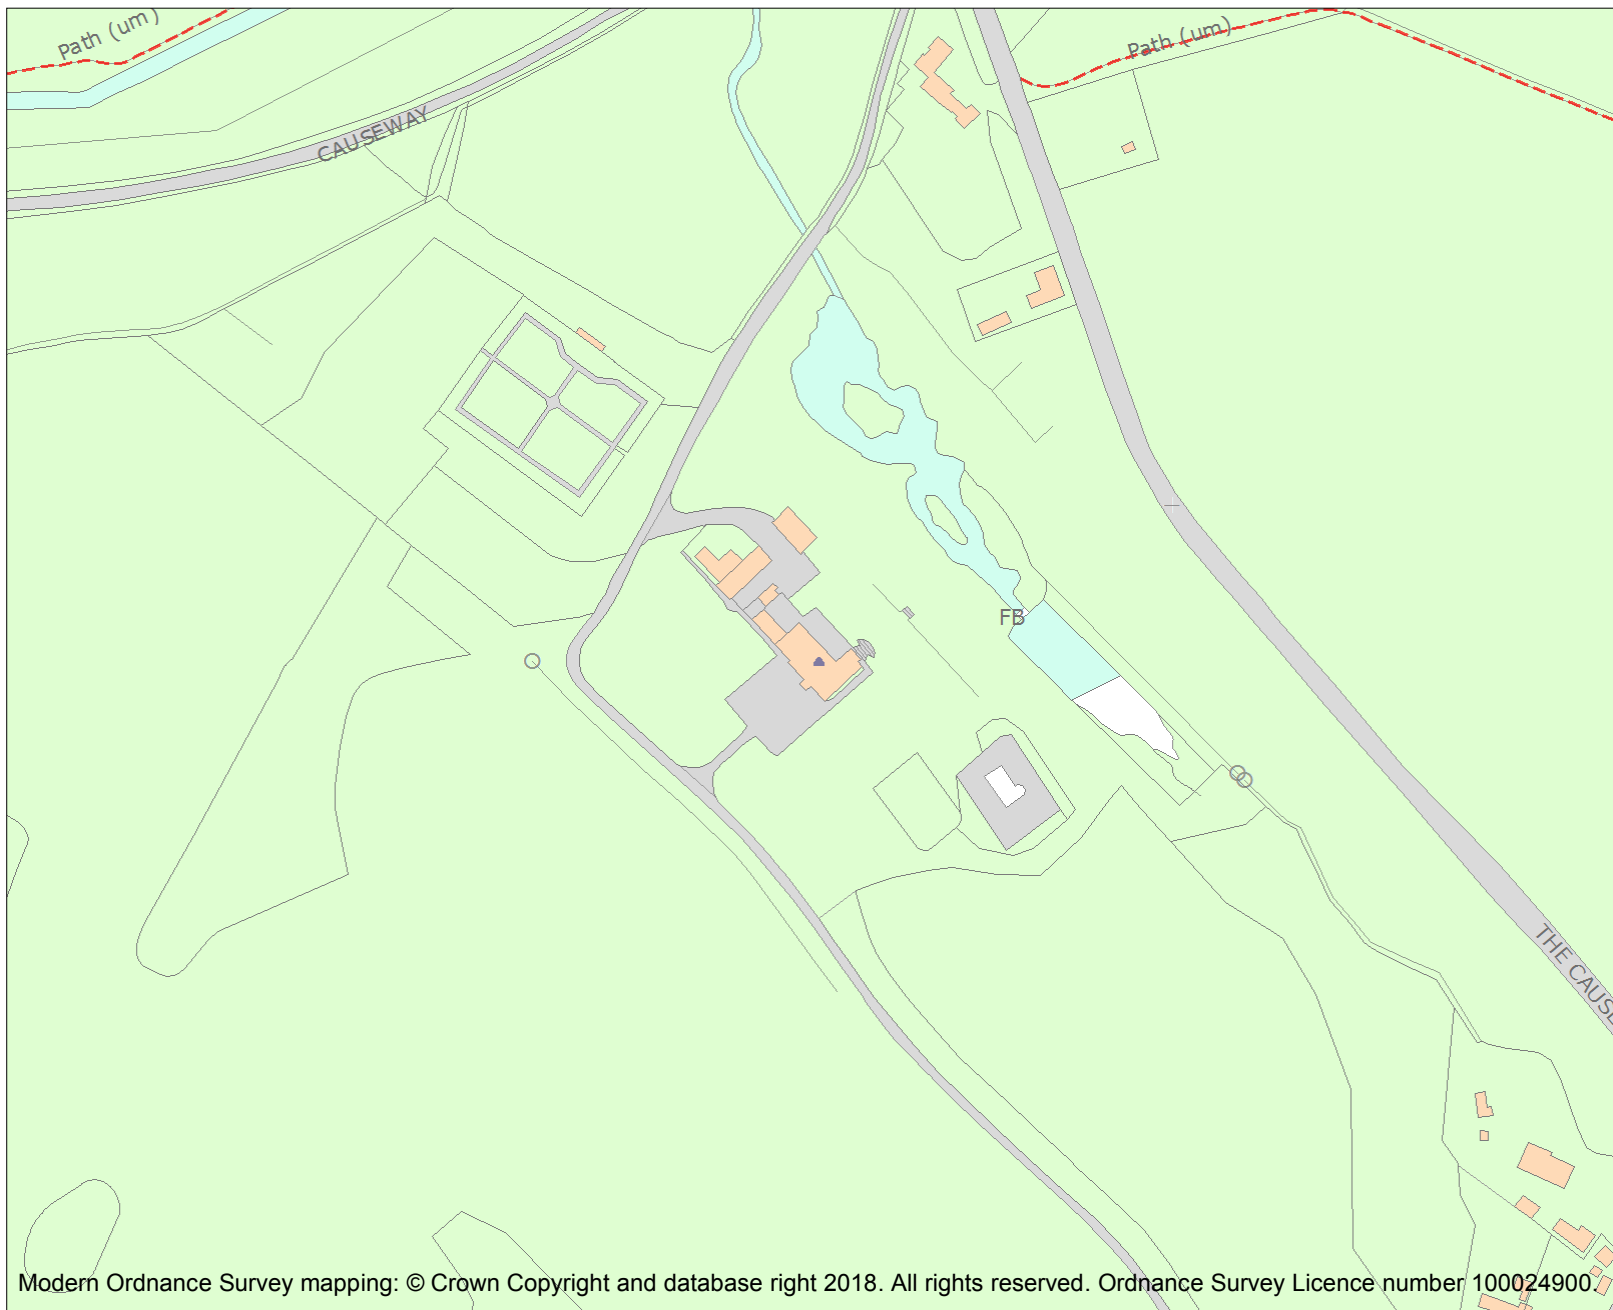 Path (um)
Path (um)
CAUSEWAY
FB
THE CAUSE
Modern Ordnance Survey mapping: © Crown Copyright and database right 2018. All rights reserved. Ordnance Survey Licence number 100024900.